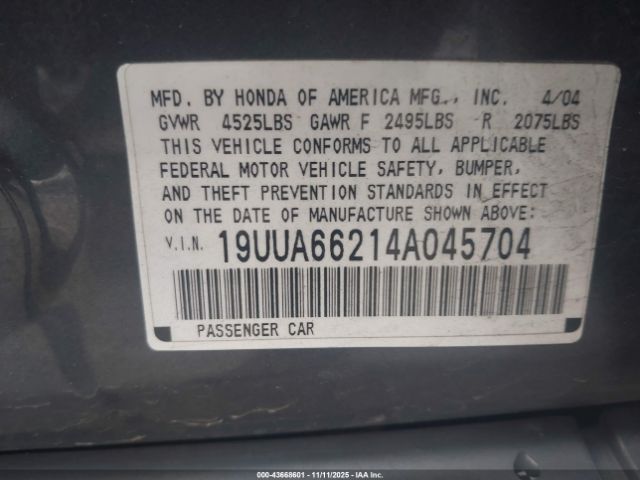 MFD. BY HONDA OF AMERICA MFG., INC. 4/04
GVWR 4525LBS GAWR F 2495LBS R 2075LBS
THIS VEHICLE CONFORMS TO ALL APPLICABLE
FEDERAL MOTOR VEHICLE SAFETY, BUMPER,
AND THEFT PREVENTION STANDARDS IN EFFECT
ON THE DATE OF MANUFACTURE SHOWN ABOVE:
V.I.N. 19UUA66214A045704
PASSENGER CAR
000-43668601 - 11/11/2025 - IAA Inc.